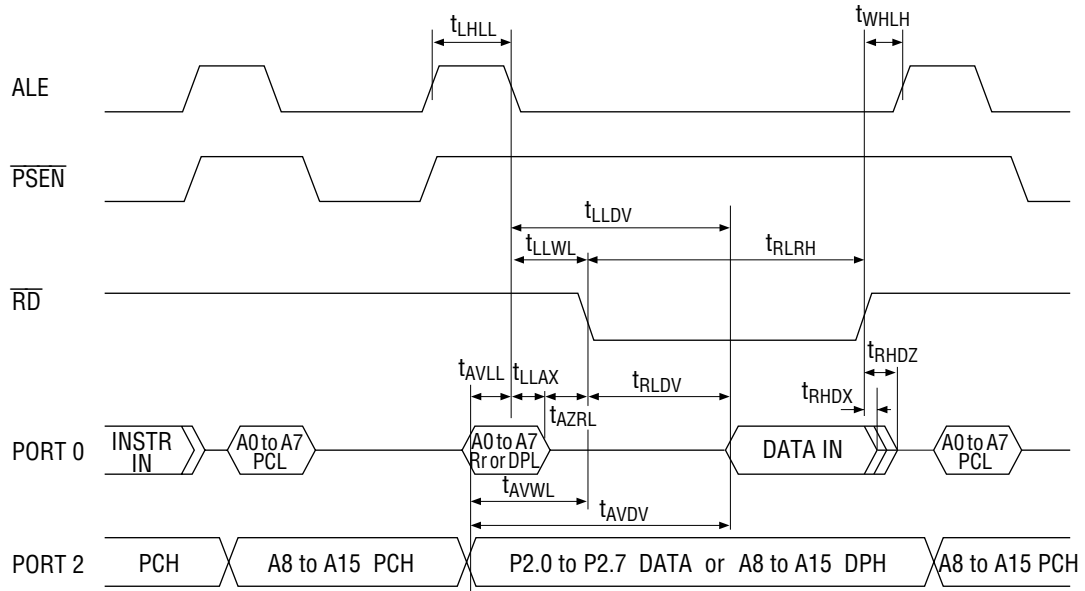 tLHLL
tWHLH
ALE
PSEN
tLLDV
tLLWL
tRLRH
RD
tRHDZ
tAVLL
tLLAX
tRLDV
tRHDX
tAZRL
PORT 0
INSTR
IN
A0 to A7
PCL
A0 to A7
Rr or DPL
DATA IN
A0 to A7
PCL
tAVWL
tAVDV
PORT 2
PCH
A8 to A15 PCH
P2.0 to P2.7 DATA or A8 to A15 DPH
A8 to A15 PCH